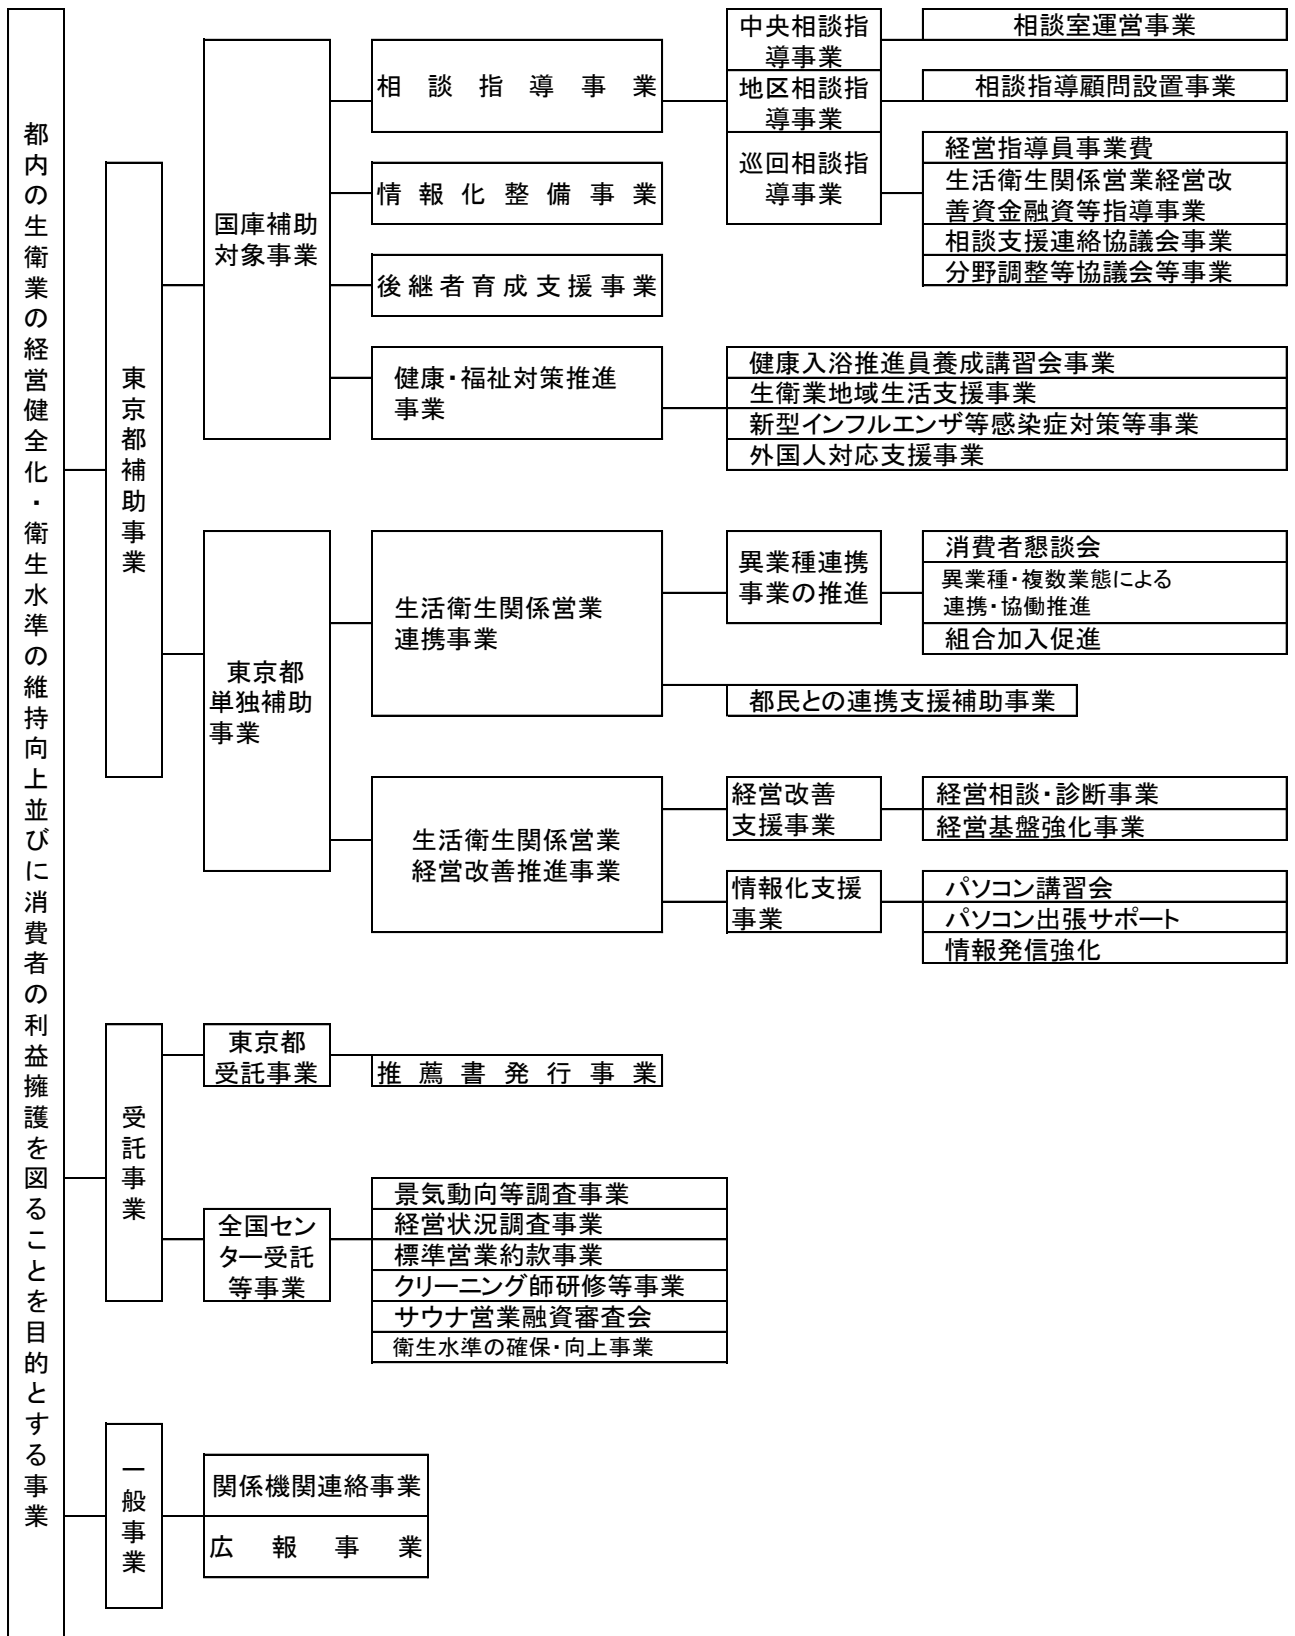 都内の生衛業の経営健全化・衛生水準の維持向上並びに消費者の利益擁護を図ることを目的とする事業
東京都補助事業
国庫補助
対象事業
相談指導事業
中央相談指
導事業
相談室運営事業
地区相談指
導事業
相談指導顧問設置事業
巡回相談指
導事業
経営指導員事業費
生活衛生関係営業経営改
善資金融資等指導事業
相談支援連絡協議会事業
分野調整等協議会等事業
情報化整備事業
後継者育成支援事業
健康・福祉対策推進
事業
健康入浴推進員養成講習会事業
生衛業地域生活支援事業
新型インフルエンザ等感染症対策等事業
外国人対応支援事業
東京都
単独補助
事業
生活衛生関係営業
連携事業
異業種連携
事業の推進
消費者懇談会
異業種・複数業態による
連携・協働推進
組合加入促進
都民との連携支援補助事業
生活衛生関係営業
経営改善推進事業
経営改善
支援事業
経営相談・診断事業
経営基盤強化事業
情報化支援
事業
パソコン講習会
パソコン出張サポート
情報発信強化
受託事業
東京都
受託事業
推薦書発行事業
全国セン
ター受託
等事業
景気動向等調査事業
経営状況調査事業
標準営業約款事業
クリーニング師研修等事業
サウナ営業融資審査会
衛生水準の確保・向上事業
一般事業
関係機関連絡事業
広報事業